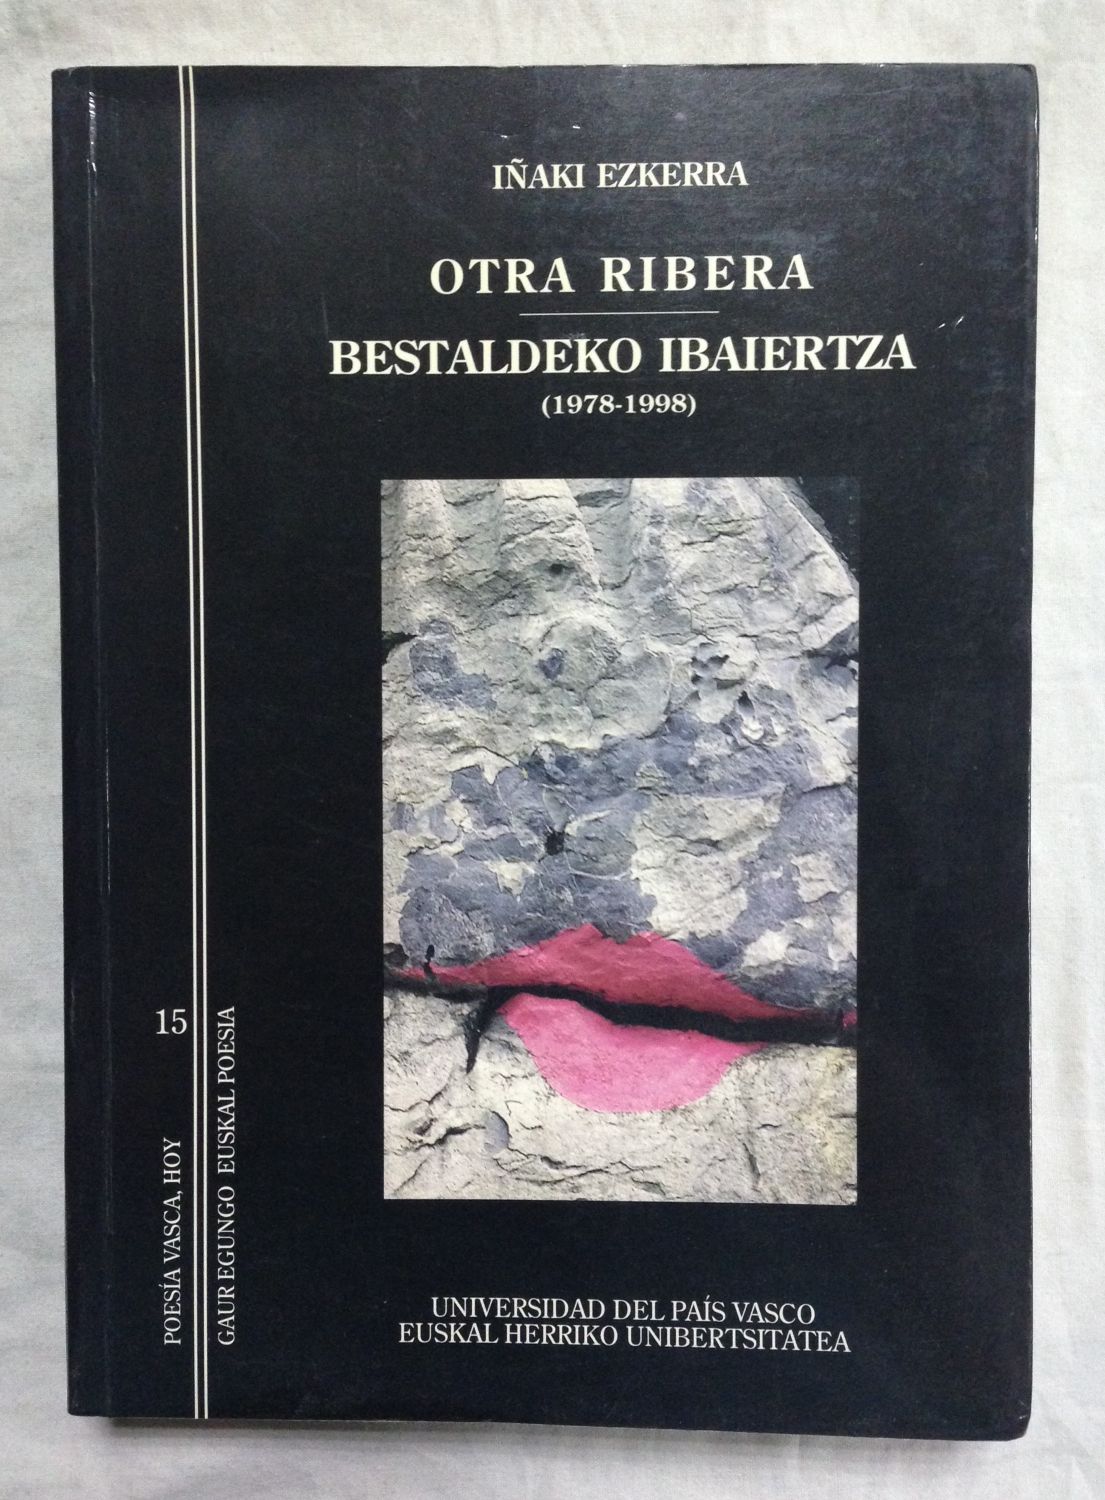 IÑAKI EZKERRA
OTRA RIBERA
BESTALDEKO IBAIERTZA
(1978-1998)
15
POESÍA VASCA, HOY
GAUR EGUNGO EUSKAL POESIA
UNIVERSIDAD DEL PAÍS VASCO
EUSKAL HERRIKO UNIBERTSITATEA